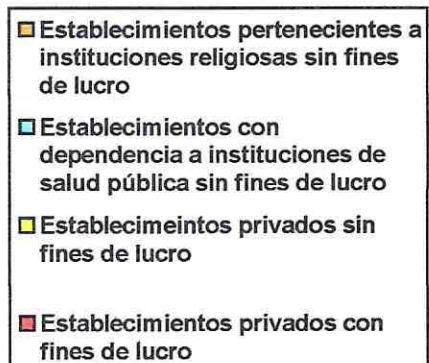 Establecimientos pertenecientes a
instituciones religiosas sin fines
de lucro
Establecimientos con
dependencia a instituciones de
salud pública sin fines de lucro
Establecimeintos privados sin
fines de lucro
Establecimientos privados con
fines de lucro